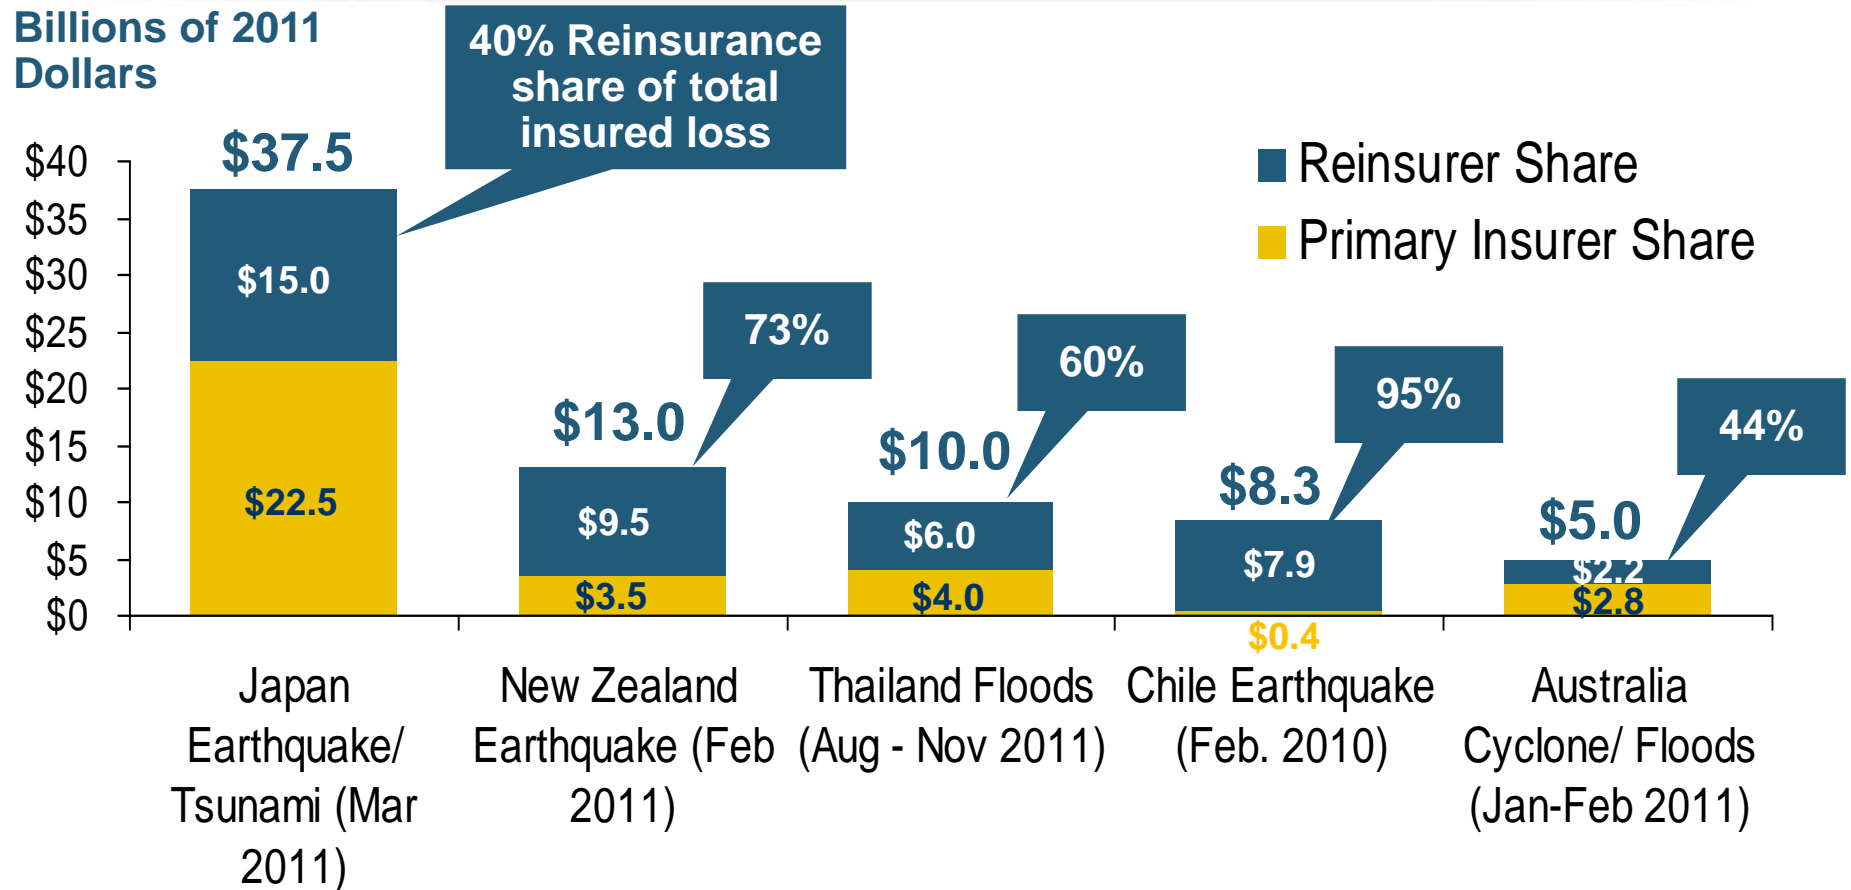 Billions of 2011
Dollars
40% Reinsurance
share of total
insured loss
Reinsurer Share
Primary Insurer Share
$40
$35
$30
$25
$20
$15
$10
$5
$0
$37.5
$15.0
$22.5
73%
$13.0
$9.5
$3.5
60%
$10.0
$6.0
$4.0
95%
$8.3
$7.9
$0.4
44%
$5.0
$2.2
$2.8
Japan
Earthquake/
Tsunami (Mar
2011)
New Zealand
Earthquake (Feb
2011)
Thailand Floods
(Aug - Nov 2011)
Chile Earthquake
(Feb. 2010)
Australia
Cyclone/ Floods
(Jan-Feb 2011)